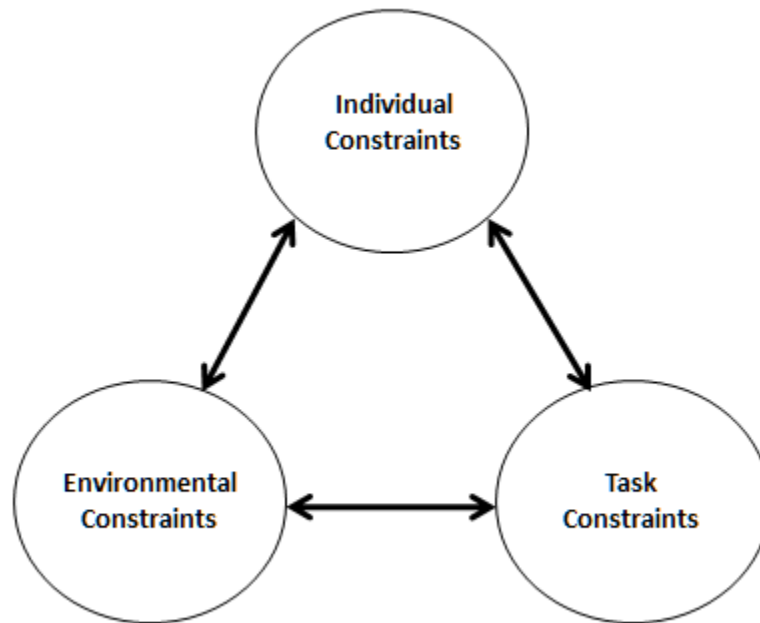 Individual
Constraints
Environmental
Constraints
Task
Constraints